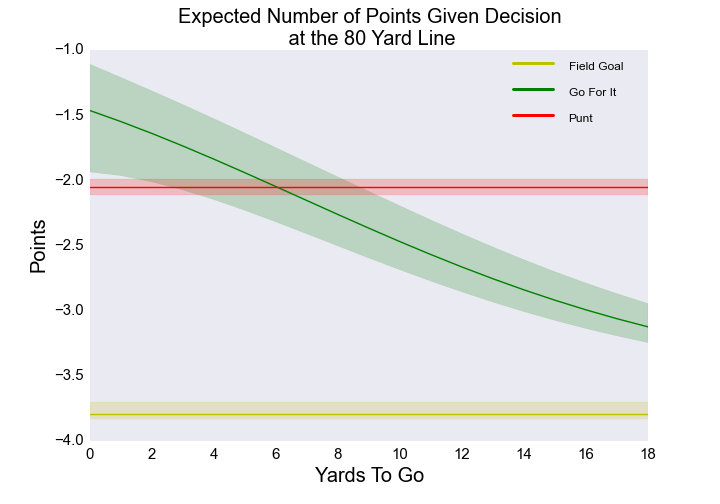 Expected Number of Points Given Decision
at the 80 Yard Line
Field Goal
Go For It
Punt
Points
−1.0
−1.5
−2.0
−2.5
−3.0
−3.5
−4.0
0 2 4 6 8 10 12 14 16 18
Yards To Go